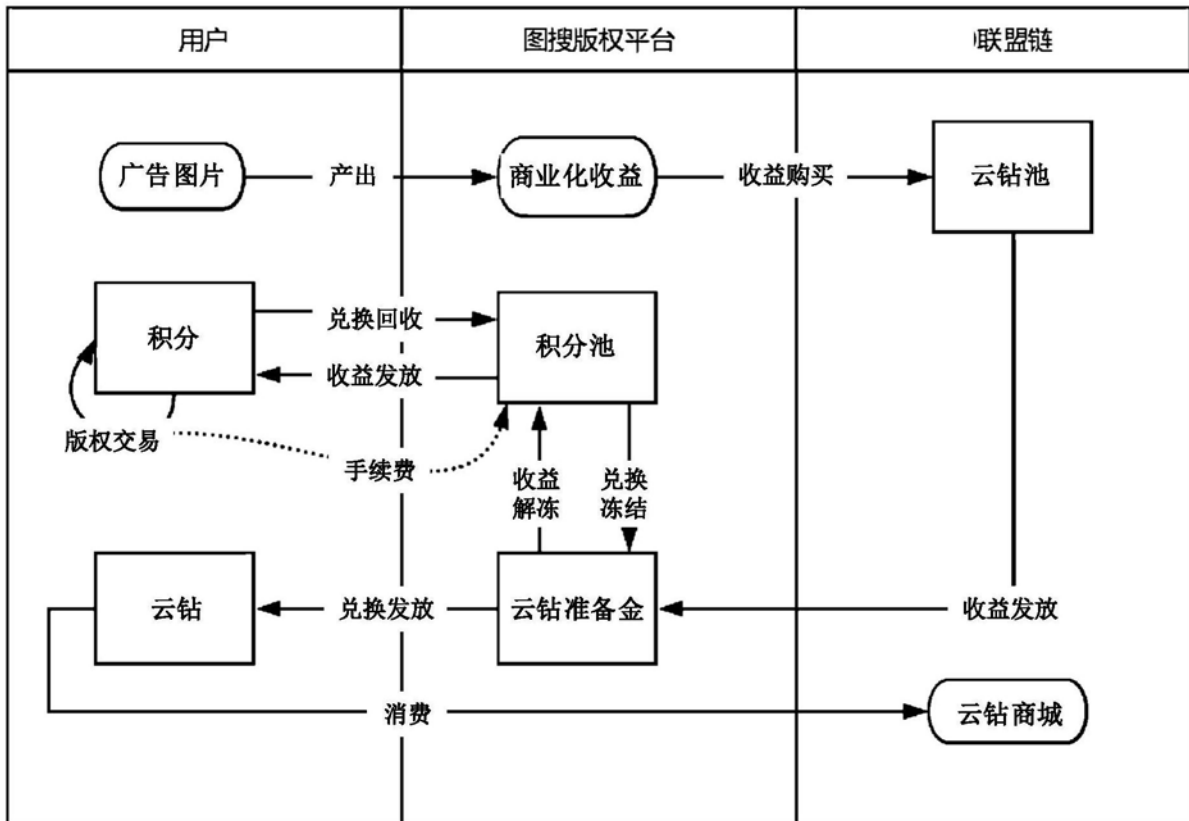 用户
图搜版权平台
联盟链
广告图片
产出
商业化收益
收益购买
云钻池
积分
兑换回收
积分池
收益发放
版权交易
手续费
收益
解冻
兑换
冻结
云钻
兑换发放
云钻准备金
收益发放
消费
云钻商城